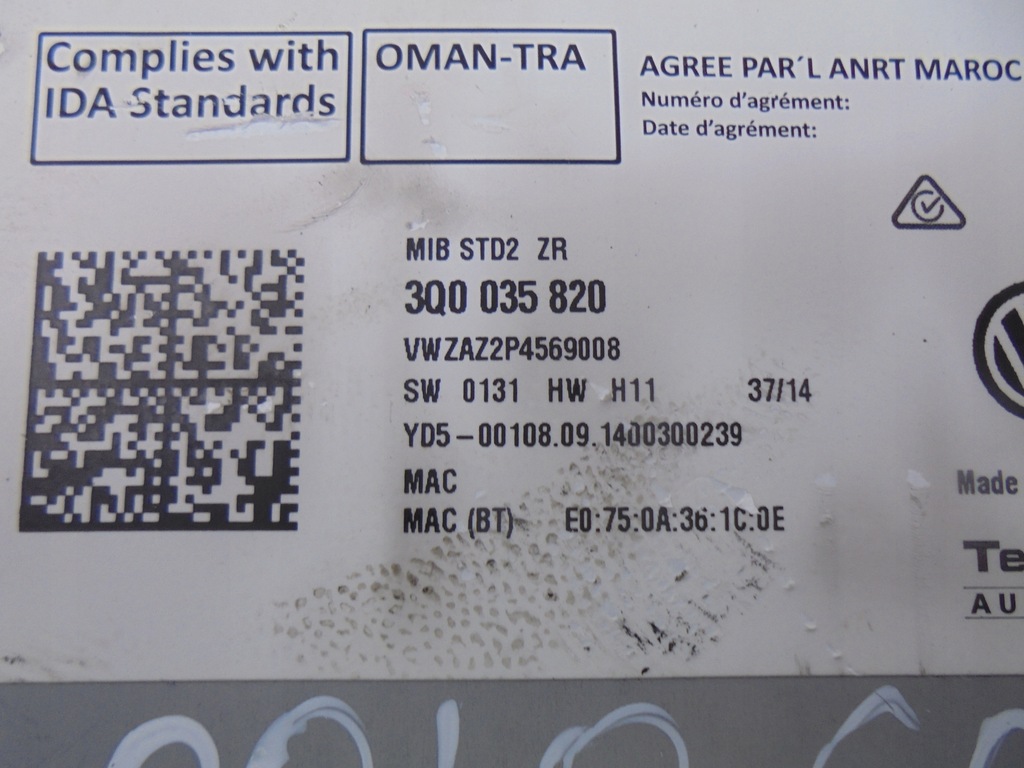 Complies with
IDA Standards
OMAN-TRA
AGREE PAR´L ANRT MAROC
Numéro d'agrément:
Date d'agrément:
MIB STD2 ZR
3Q0 035 820
VWZAZ2P4569008
SW 0131 HW H11 37/14
YD5-00108.09.1400300239
MAC
MAC (BT) E0:75:0A:36:1C:0E
Made
Te
AU